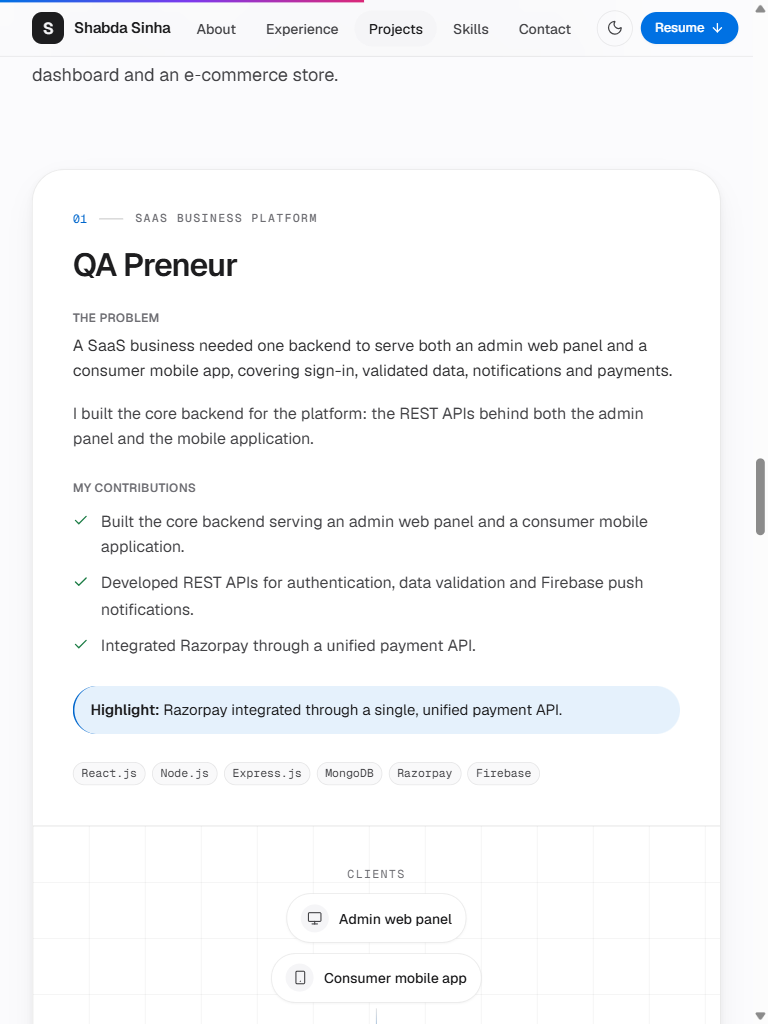 S Shabda Sinha About Experience Projects Skills Contact Resume ↓
dashboard and an e-commerce store.
01 SAAS BUSINESS PLATFORM
QA Preneur
THE PROBLEM
A SaaS business needed one backend to serve both an admin web panel and a
consumer mobile app, covering sign-in, validated data, notifications and payments.
I built the core backend for the platform: the REST APIs behind both the admin
panel and the mobile application.
MY CONTRIBUTIONS
Built the core backend serving an admin web panel and a consumer mobile
application.
Developed REST APIs for authentication, data validation and Firebase push
notifications.
Integrated Razorpay through a unified payment API.
Highlight: Razorpay integrated through a single, unified payment API.
React.js Node.js Express.js MongoDB Razorpay Firebase
CLIENTS
Admin web panel
Consumer mobile app